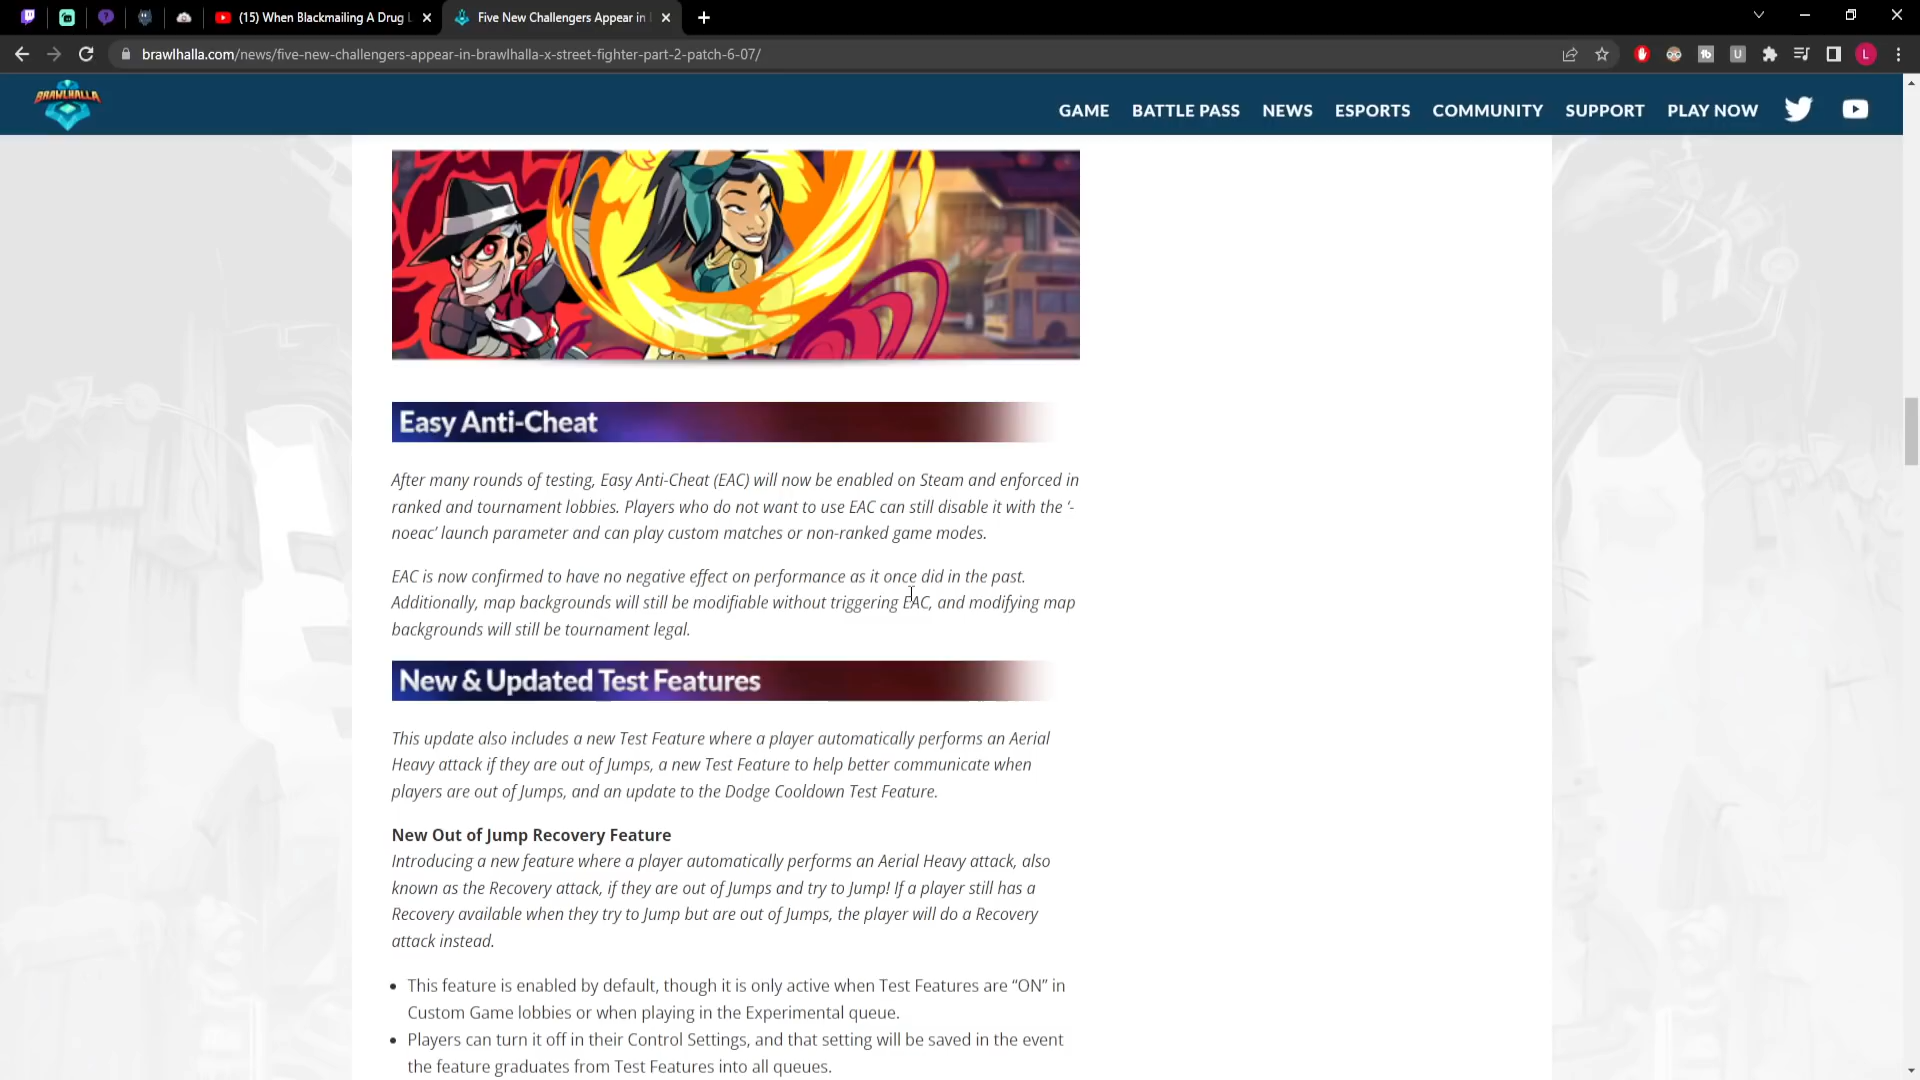 (15) When Blackmailing A Drug
Five New Challengers Appear in
brawlhalla.com/news/five-new-challengers-appear-in-brawlhalla-x-street-fighter-part-2-patch-6-07/
U
L
BRAWLHALLA
GAME BATTLE PASS NEWS ESPORTS COMMUNITY SUPPORT PLAY NOW
Easy Anti-Cheat
After many rounds of testing, Easy Anti-Cheat (EAC) will now be enabled on Steam and enforced in
ranked and tournament lobbies. Players who do not want to use EAC can still disable it with the ‘-
noeac’ launch parameter and can play custom matches or non-ranked game modes.
EAC is now confirmed to have no negative effect on performance as it once did in the past.
Additionally, map backgrounds will still be modifiable without triggering EAC, and modifying map
backgrounds will still be tournament legal.
New & Updated Test Features
This update also includes a new Test Feature where a player automatically performs an Aerial
Heavy attack if they are out of Jumps, a new Test Feature to help better communicate when
players are out of Jumps, and an update to the Dodge Cooldown Test Feature.
New Out of Jump Recovery Feature
Introducing a new feature where a player automatically performs an Aerial Heavy attack, also
known as the Recovery attack, if they are out of Jumps and try to Jump! If a player still has a
Recovery available when they try to Jump but are out of Jumps, the player will do a Recovery
attack instead.
• This feature is enabled by default, though it is only active when Test Features are “ON” in
Custom Game lobbies or when playing in the Experimental queue.
• Players can turn it off in their Control Settings, and that setting will be saved in the event
the feature graduates from Test Features into all queues.